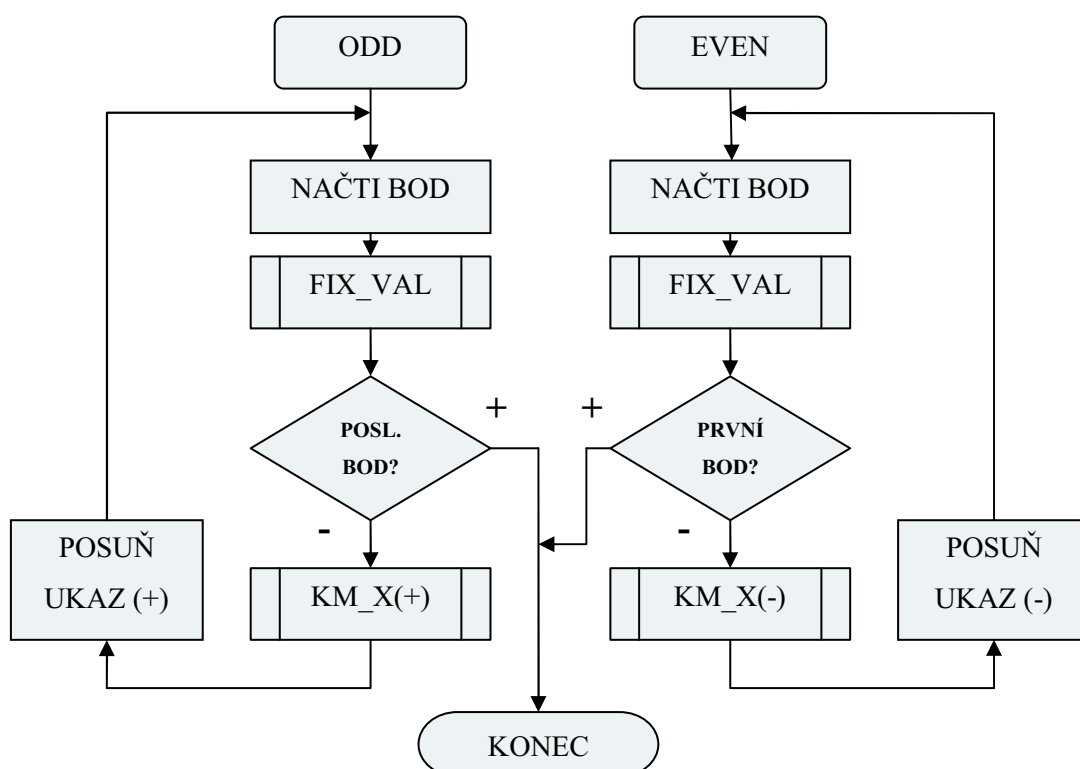 ODD
EVEN
NAČTI BOD
NAČTI BOD
FIX_VAL
FIX_VAL
+
+
POSL.
BOD?
PRVNÍ
BOD?
-
-
POSUŇ
UKAZ (+)
KM_X(+)
KM_X(-)
POSUŇ
UKAZ (-)
KONEC